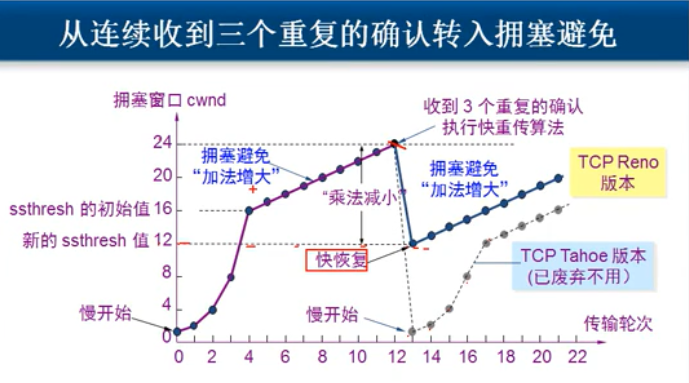 从连续收到三个重复的确认转入拥塞避免
拥塞窗口 cwnd
收到 3 个重复的确认
执行快重传算法
24
20
ssthresh 的初始值 16
新的 ssthresh 值 12
8
4
0
拥塞避免
“加法增大”
+
“乘法减小”
拥塞避免
“加法增大”
TCP Reno
版本
快恢复
TCP Tahoe 版本
(已废弃不用)
慢开始
慢开始
传输轮次
0 2 4 6 8 10 12 14 16 18 20 22